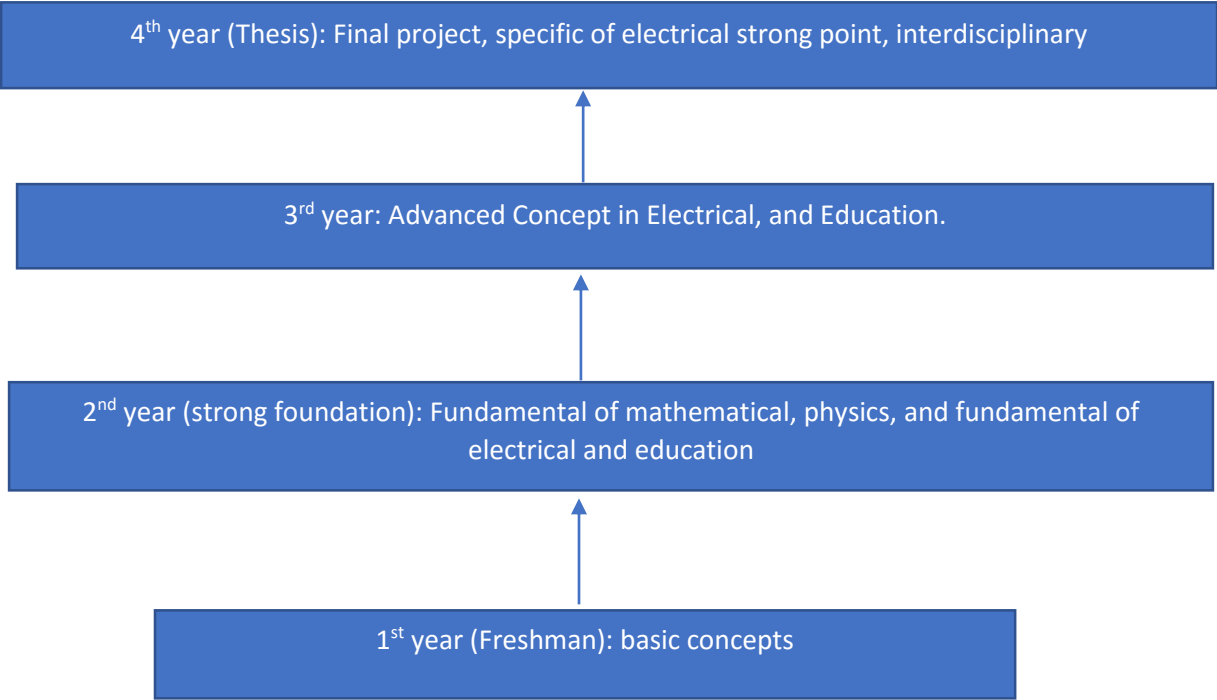 4th year (Thesis): Final project, specific of electrical strong point, interdisciplinary
3rd year: Advanced Concept in Electrical, and Education.
2nd year (strong foundation): Fundamental of mathematical, physics, and fundamental of
electrical and education
1st year (Freshman): basic concepts